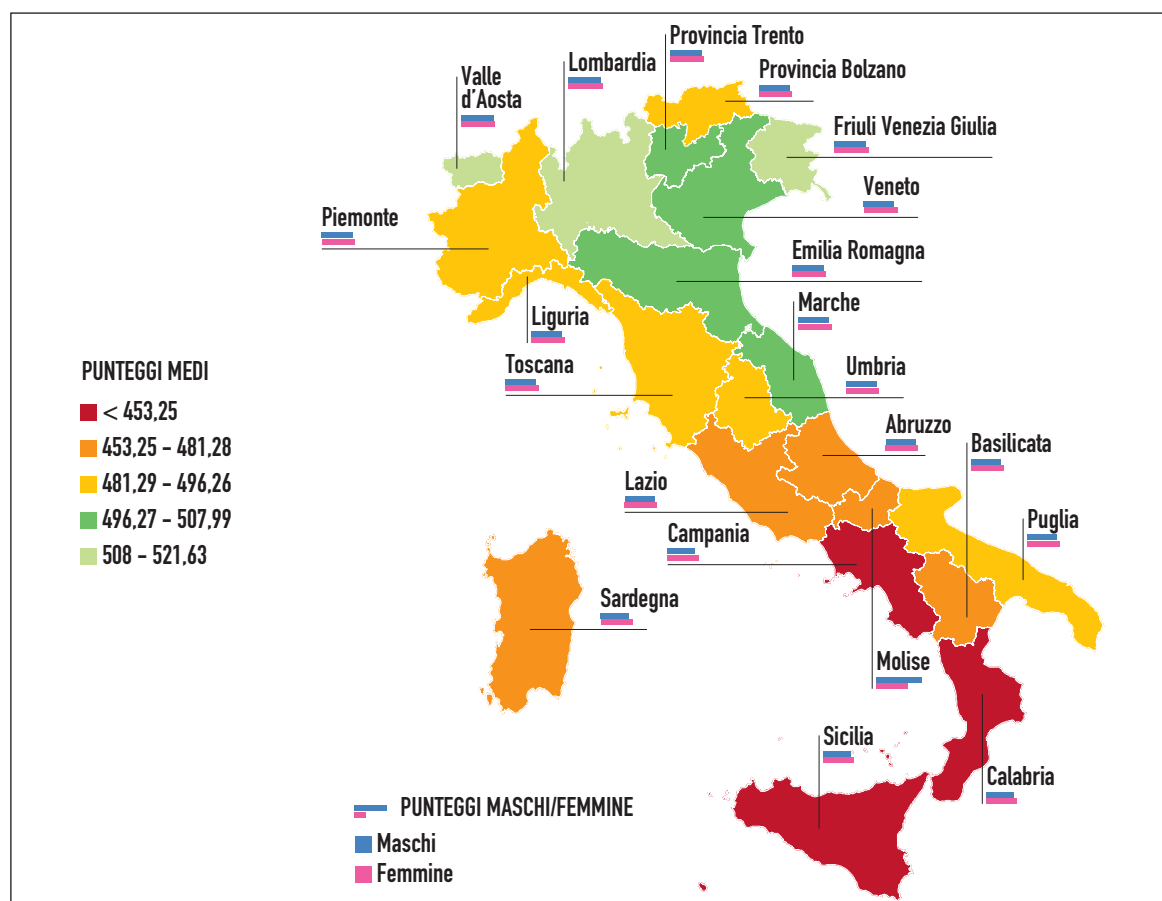 Provincia Trento
Lombardia
Provincia Bolzano
Valle
d'Aosta
Friuli Venezia Giulia
Veneto
Piemonte
Emilia Romagna
Marche
Liguria
Toscana
Umbria
PUNTEGGI MEDI
< 453,25
453,25 – 481,28
481,29 – 496,26
496,27 – 507,99
508 – 521,63
Abruzzo
Basilicata
Lazio
Puglia
Campania
Sardegna
Molise
Sicilia
Calabria
PUNTEGGI MASCHI/FEMMINE
Maschi
Femmine